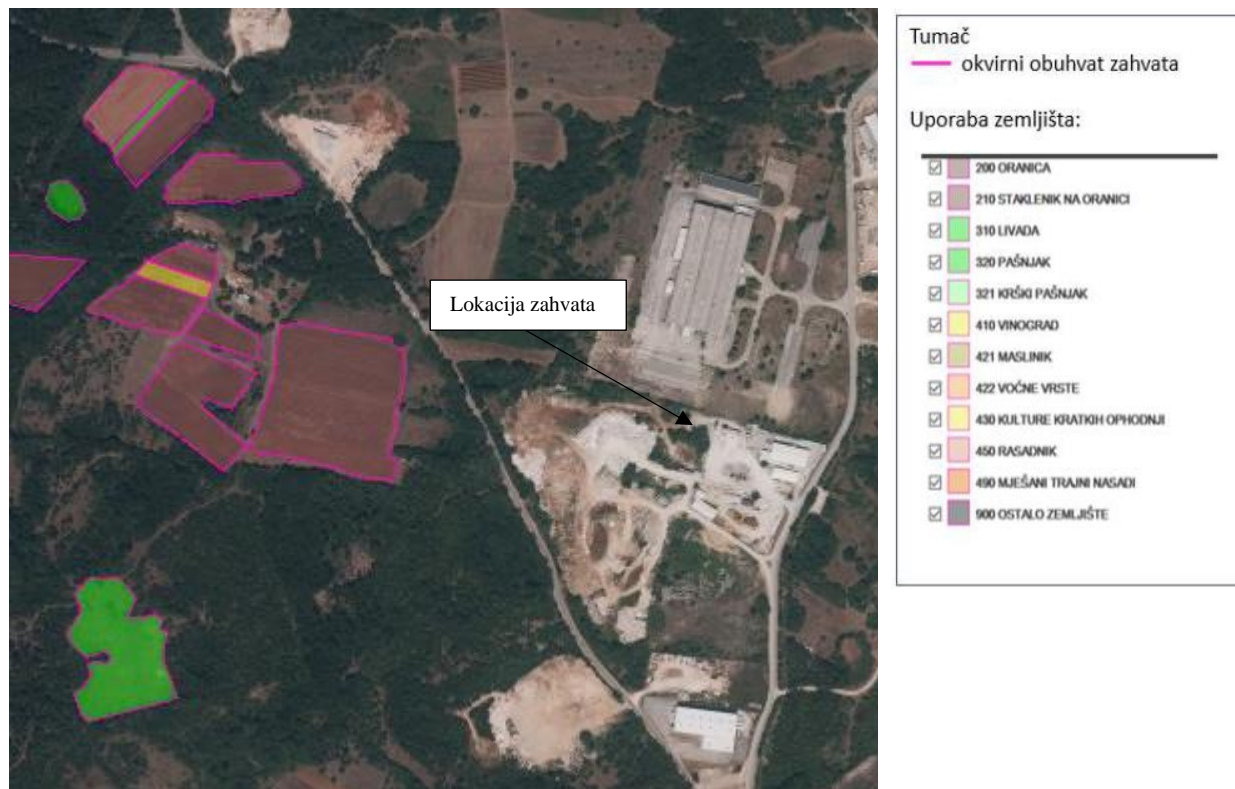 Lokacija zahvata
Tumač
okvirni obuhvat zahvata
Uporaba zemljišta:
200 ORANICA
210 STAKLENIK NA ORANICI
310 LIVADA
320 PAŠNJAK
321 KRŠKI PAŠNJAK
410 VINOGRAD
421 MASLINIK
422 VOĆNE VRSTE
430 KULTURE KRATKIH OPHODNJI
450 RASADNIK
490 MJEŠANI TRAJNI NASADI
900 OSTALO ZEMLJIŠTE